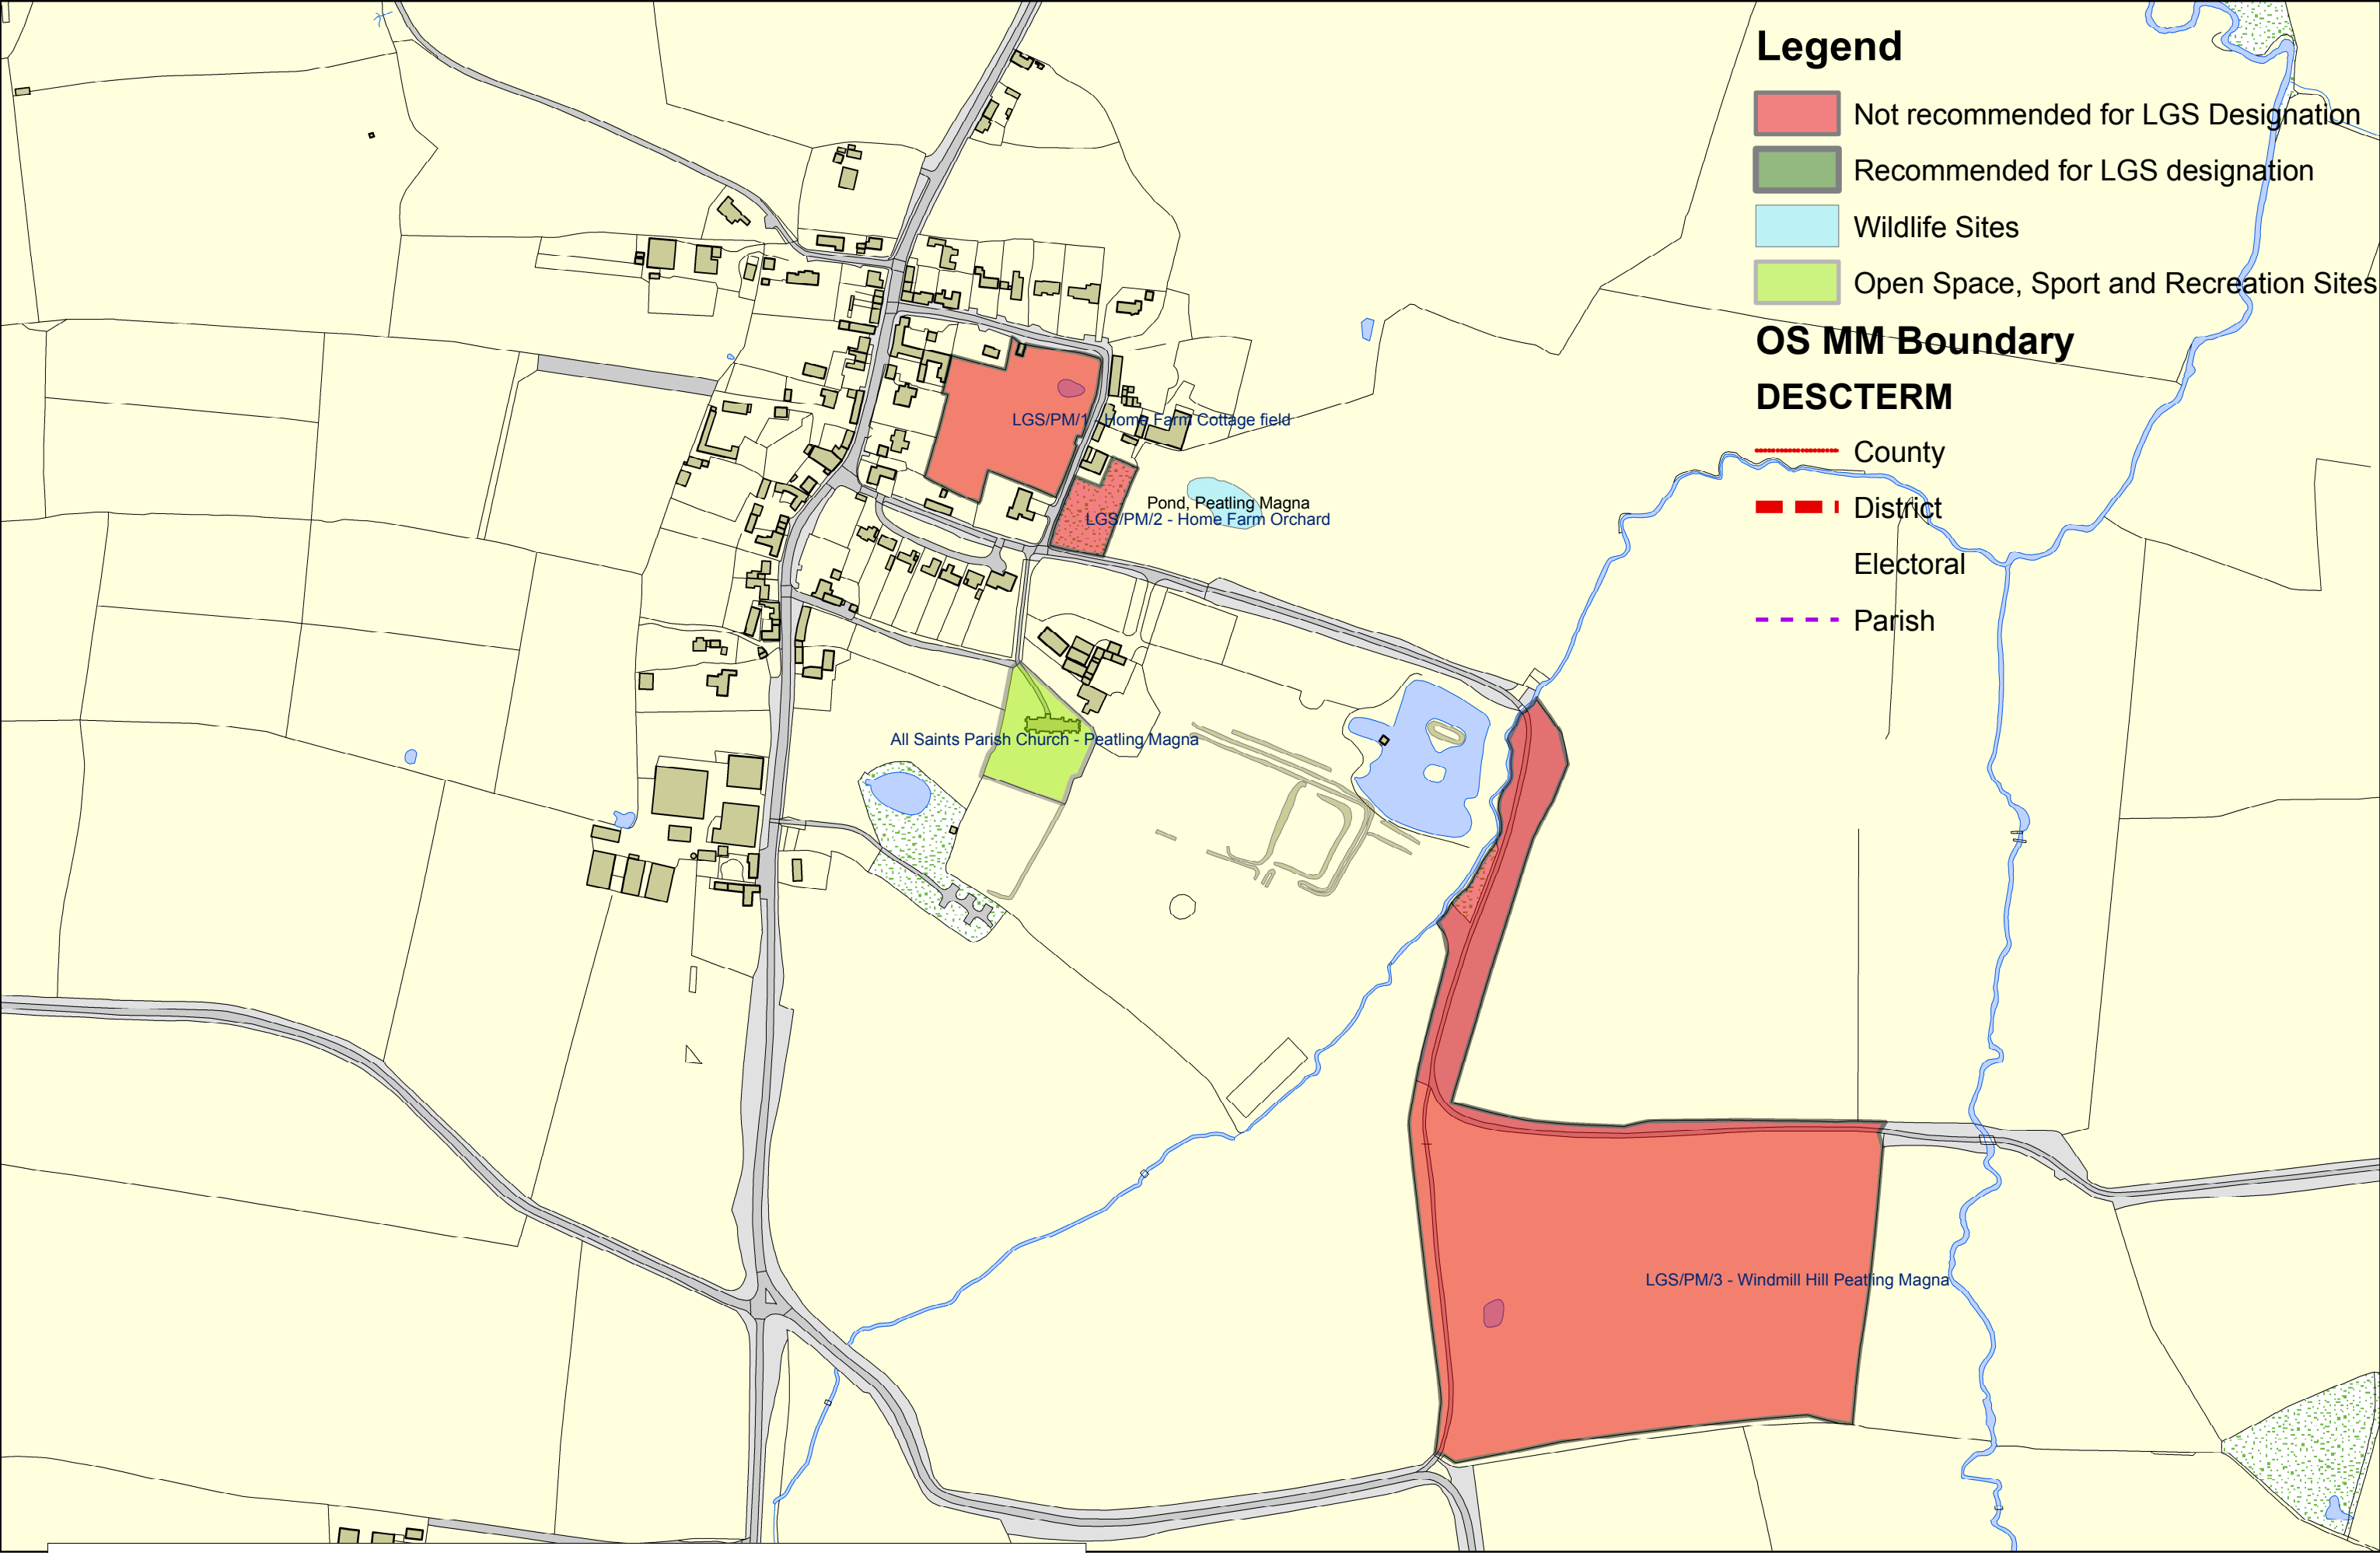 Legend
Not recommended for LGS Designation
Recommended for LGS designation
Wildlife Sites
Open Space, Sport and Recreation Sites
OS MM Boundary
DESCTERM
County
District
Electoral
Parish
LGS/PM/1 - Home Farm Cottage field
Pond, Peatling Magna
LGS/PM/2 - Home Farm Orchard
All Saints Parish Church - Peatling Magna
LGS/PM/3 - Windmill Hill Peatling Magna